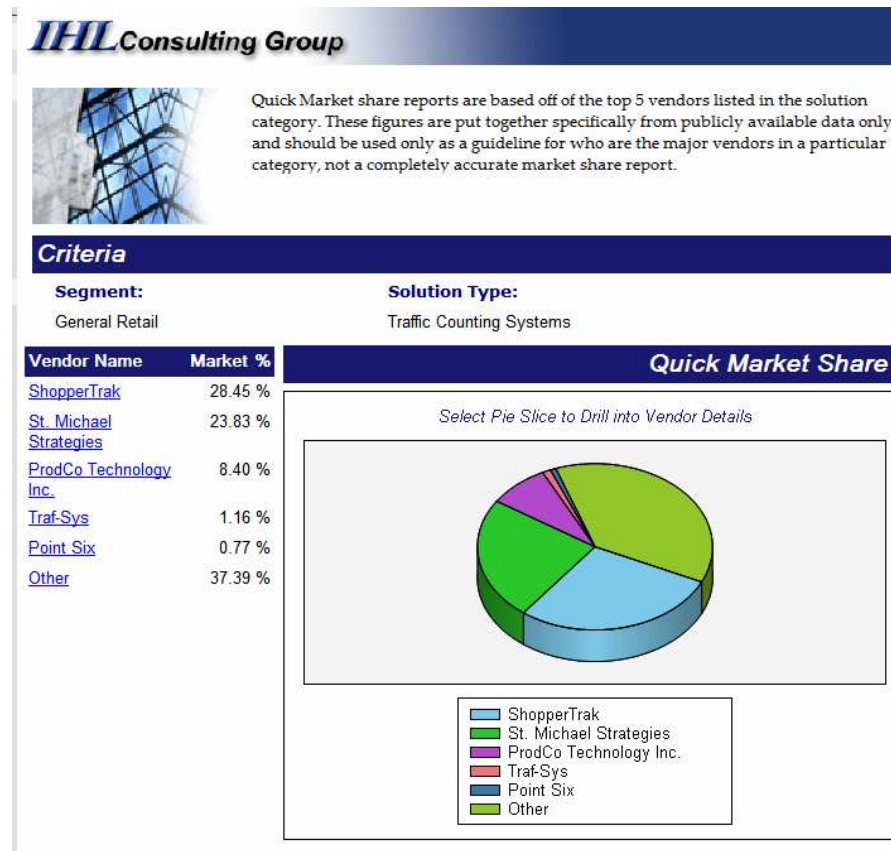 IHL Consulting Group
Quick Market share reports are based off of the top 5 vendors listed in the solution
category. These figures are put together specifically from publicly available data only
and should be used only as a guideline for who are the major vendors in a particular
category, not a completely accurate market share report.
Criteria
Segment:
Solution Type:
General Retail
Traffic Counting Systems
Vendor Name Market %
ShopperTrak 28.45 %
St. Michael 23.83 %
Strategies
ProdCo Technology 8.40 %
Inc.
Traf-Sys 1.16 %
Point Six 0.77 %
Other 37.39 %
Quick Market Share
Select Pie Slice to Drill into Vendor Details
ShopperTrak
St. Michael Strategies
ProdCo Technology Inc.
Traf-Sys
Point Six
Other